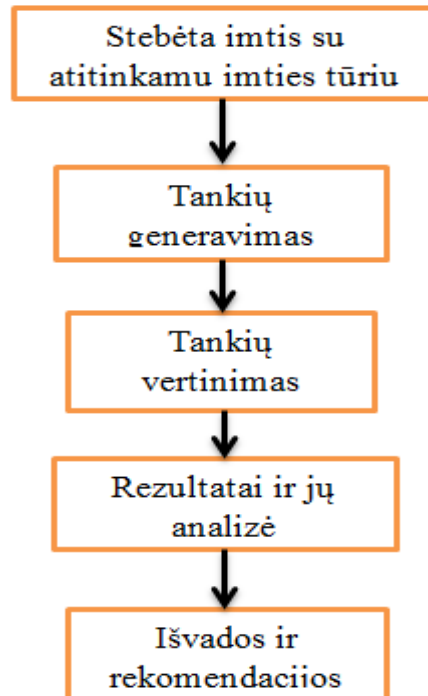 Stebėta imtis su
atitinkamu imties tūriu
Tankių
generavimas
Tankių
vertinimas
Rezultatai ir jų
analizė
Išvados ir
rekomendacijos